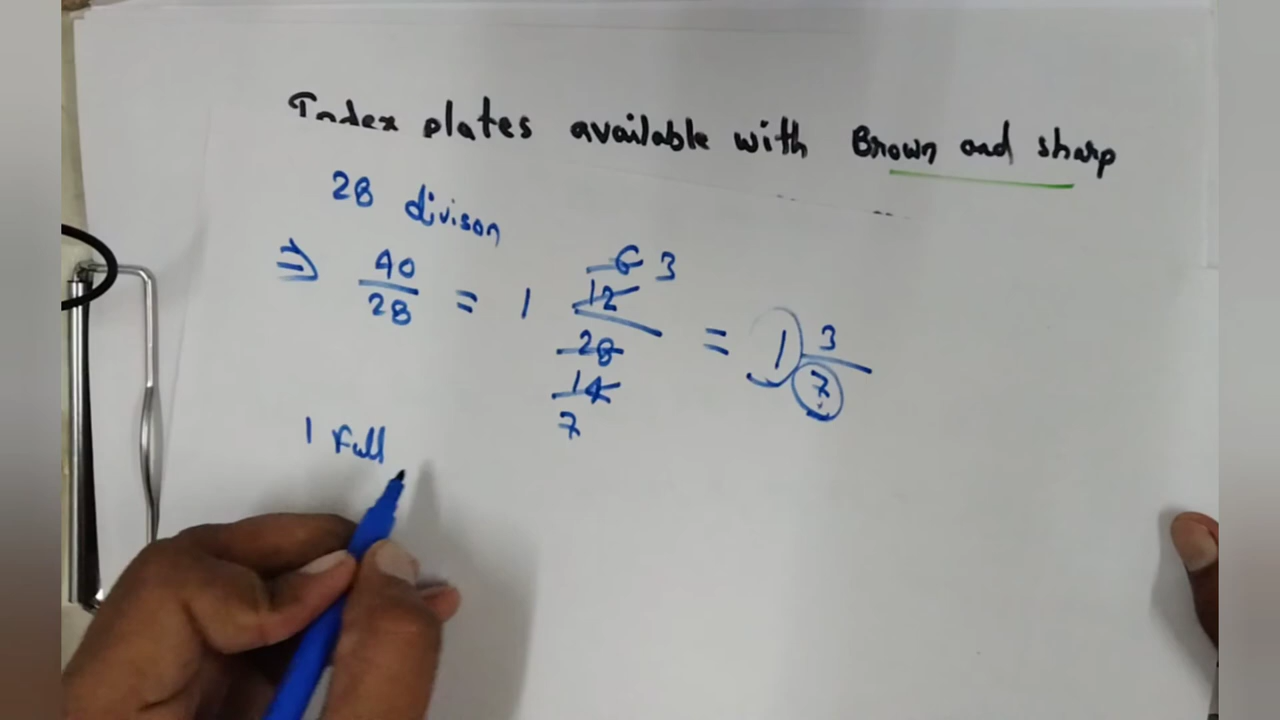 Index plates available with Brown and sharp
28 divison
⇒ 40/28 = 1 6 3 12/28 14 7 = 1 3/7
1 Full